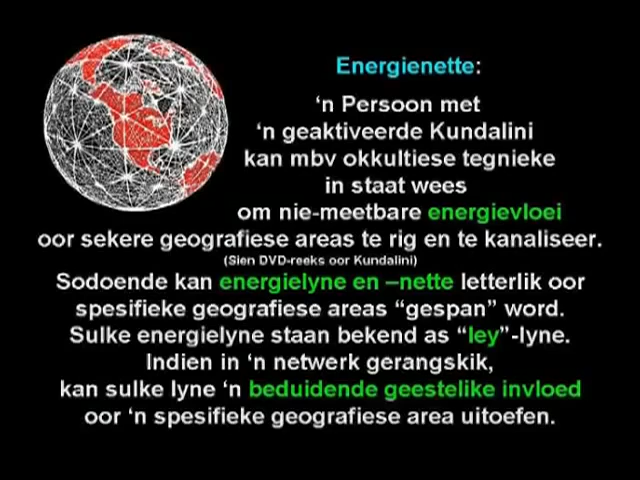 Energienette:
‘n Persoon met
‘n geaktiveerde Kundalini
kan mbv okkultiese tegnieke
in staat wees
om nie-meetbare energievloei
oor sekere geografiese areas te rig en te kanaliseer.
(Sien DVD-reeks oor Kundalini)
Sodoende kan energielyne en –nette letterlik oor
spesifieke geografiese areas “gespan” word.
Sulke energielyne staan bekend as “ley”-lyne.
Indien in ‘n netwerk gerangskik,
kan sulke lyne ‘n beduidende geestelike invloed
oor ‘n spesifieke geografiese area uitoefen.